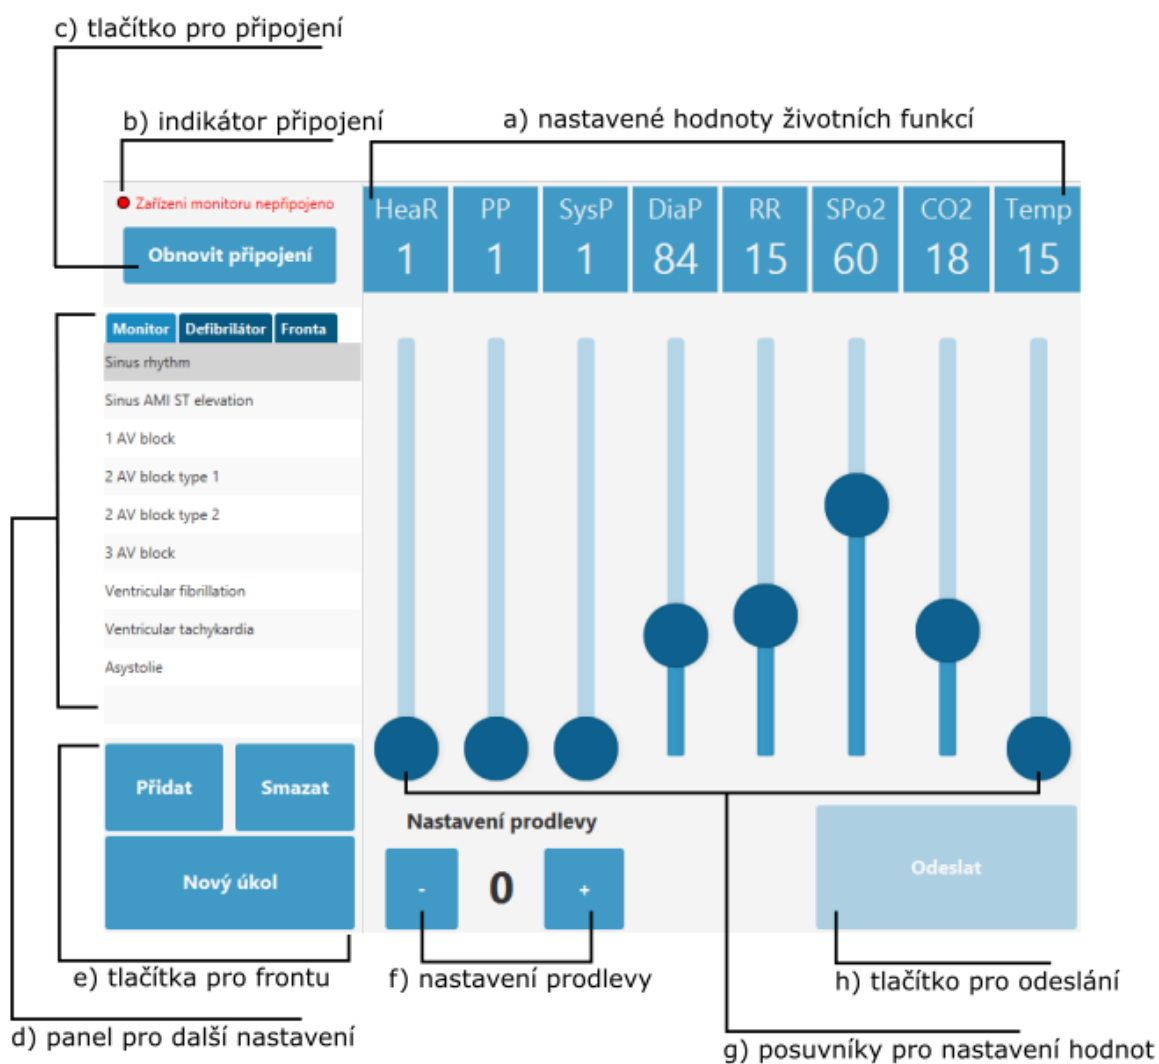 c) tlačítko pro připojení
b) indikátor připojení
a) nastavené hodnoty životních funkcí
Zařízeni monitoru nepřipojeno
Obnovit připojení
HeaR PP SysP DiaP RR SPo2 CO2 Temp
1 1 1 84 15 60 18 15
Monitor Defibrilátor Fronta
Sinus rhythm
Sinus AMI ST elevation
1 AV block
2 AV block type 1
2 AV block type 2
3 AV block
Ventricular fibrillation
Ventricular tachykardia
Asystolie
Přidat Smazat
Nový úkol
Nastavení prodlevy
- 0 +
Odeslat
e) tlačítka pro frontu
f) nastavení prodlevy
h) tlačítko pro odeslání
d) panel pro další nastavení
g) posuvníky pro nastavení hodnot